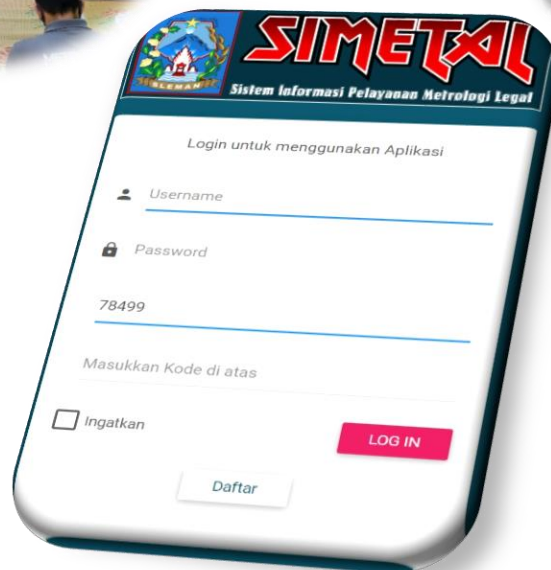 SLEMAN
SIMETAL
Sistem Informasi Pelayanan Metrologi Legal
Login untuk menggunakan Aplikasi
Username
Password
78499
Masukkan Kode di atas
Ingatkan
LOG IN
Daftar